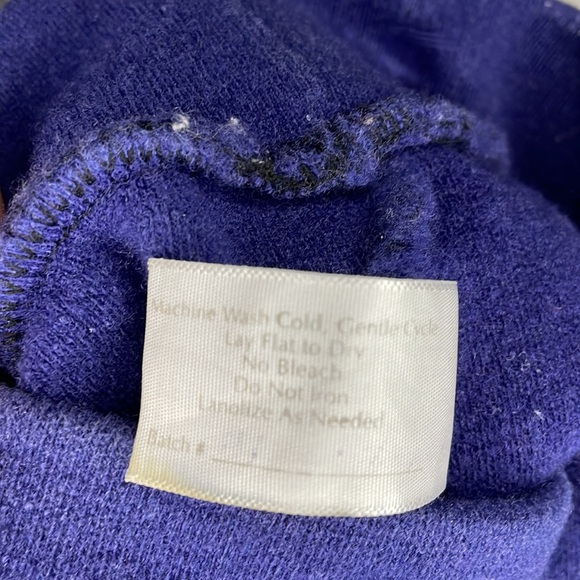 Machine Wash Cold, Gentle Cycle
Lay Flat to Dry
No Bleach
Do Not Iron
Lanolize As Needed
Batch #